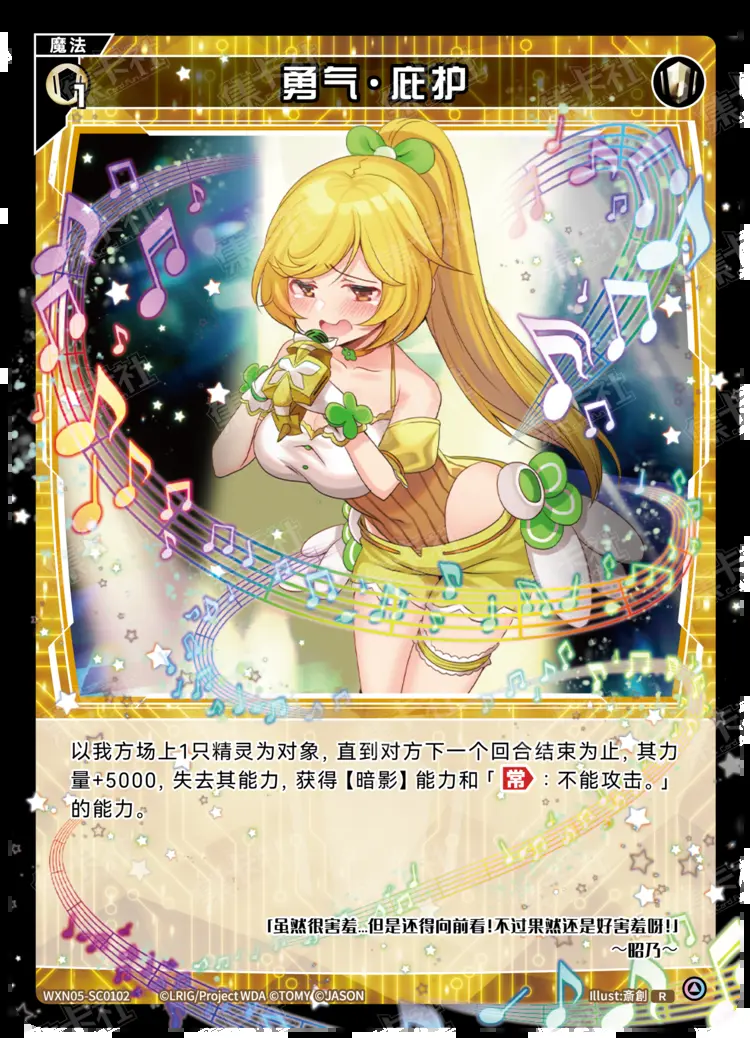 魔法
1
勇气·庇护
以我方场上1只精灵为对象，直到对方下一个回合结束为止，其力
量+5000，失去其能力，获得【暗影】能力和「常：不能攻击。」
的能力。
「虽然很害羞…但是还得向前看!不过果然还是好害羞呀!」
～昭乃～
WXN05-SC0102 ©LRIG/Project WDA ©TOMY ©JASON Illust:斎創 R
集卡社